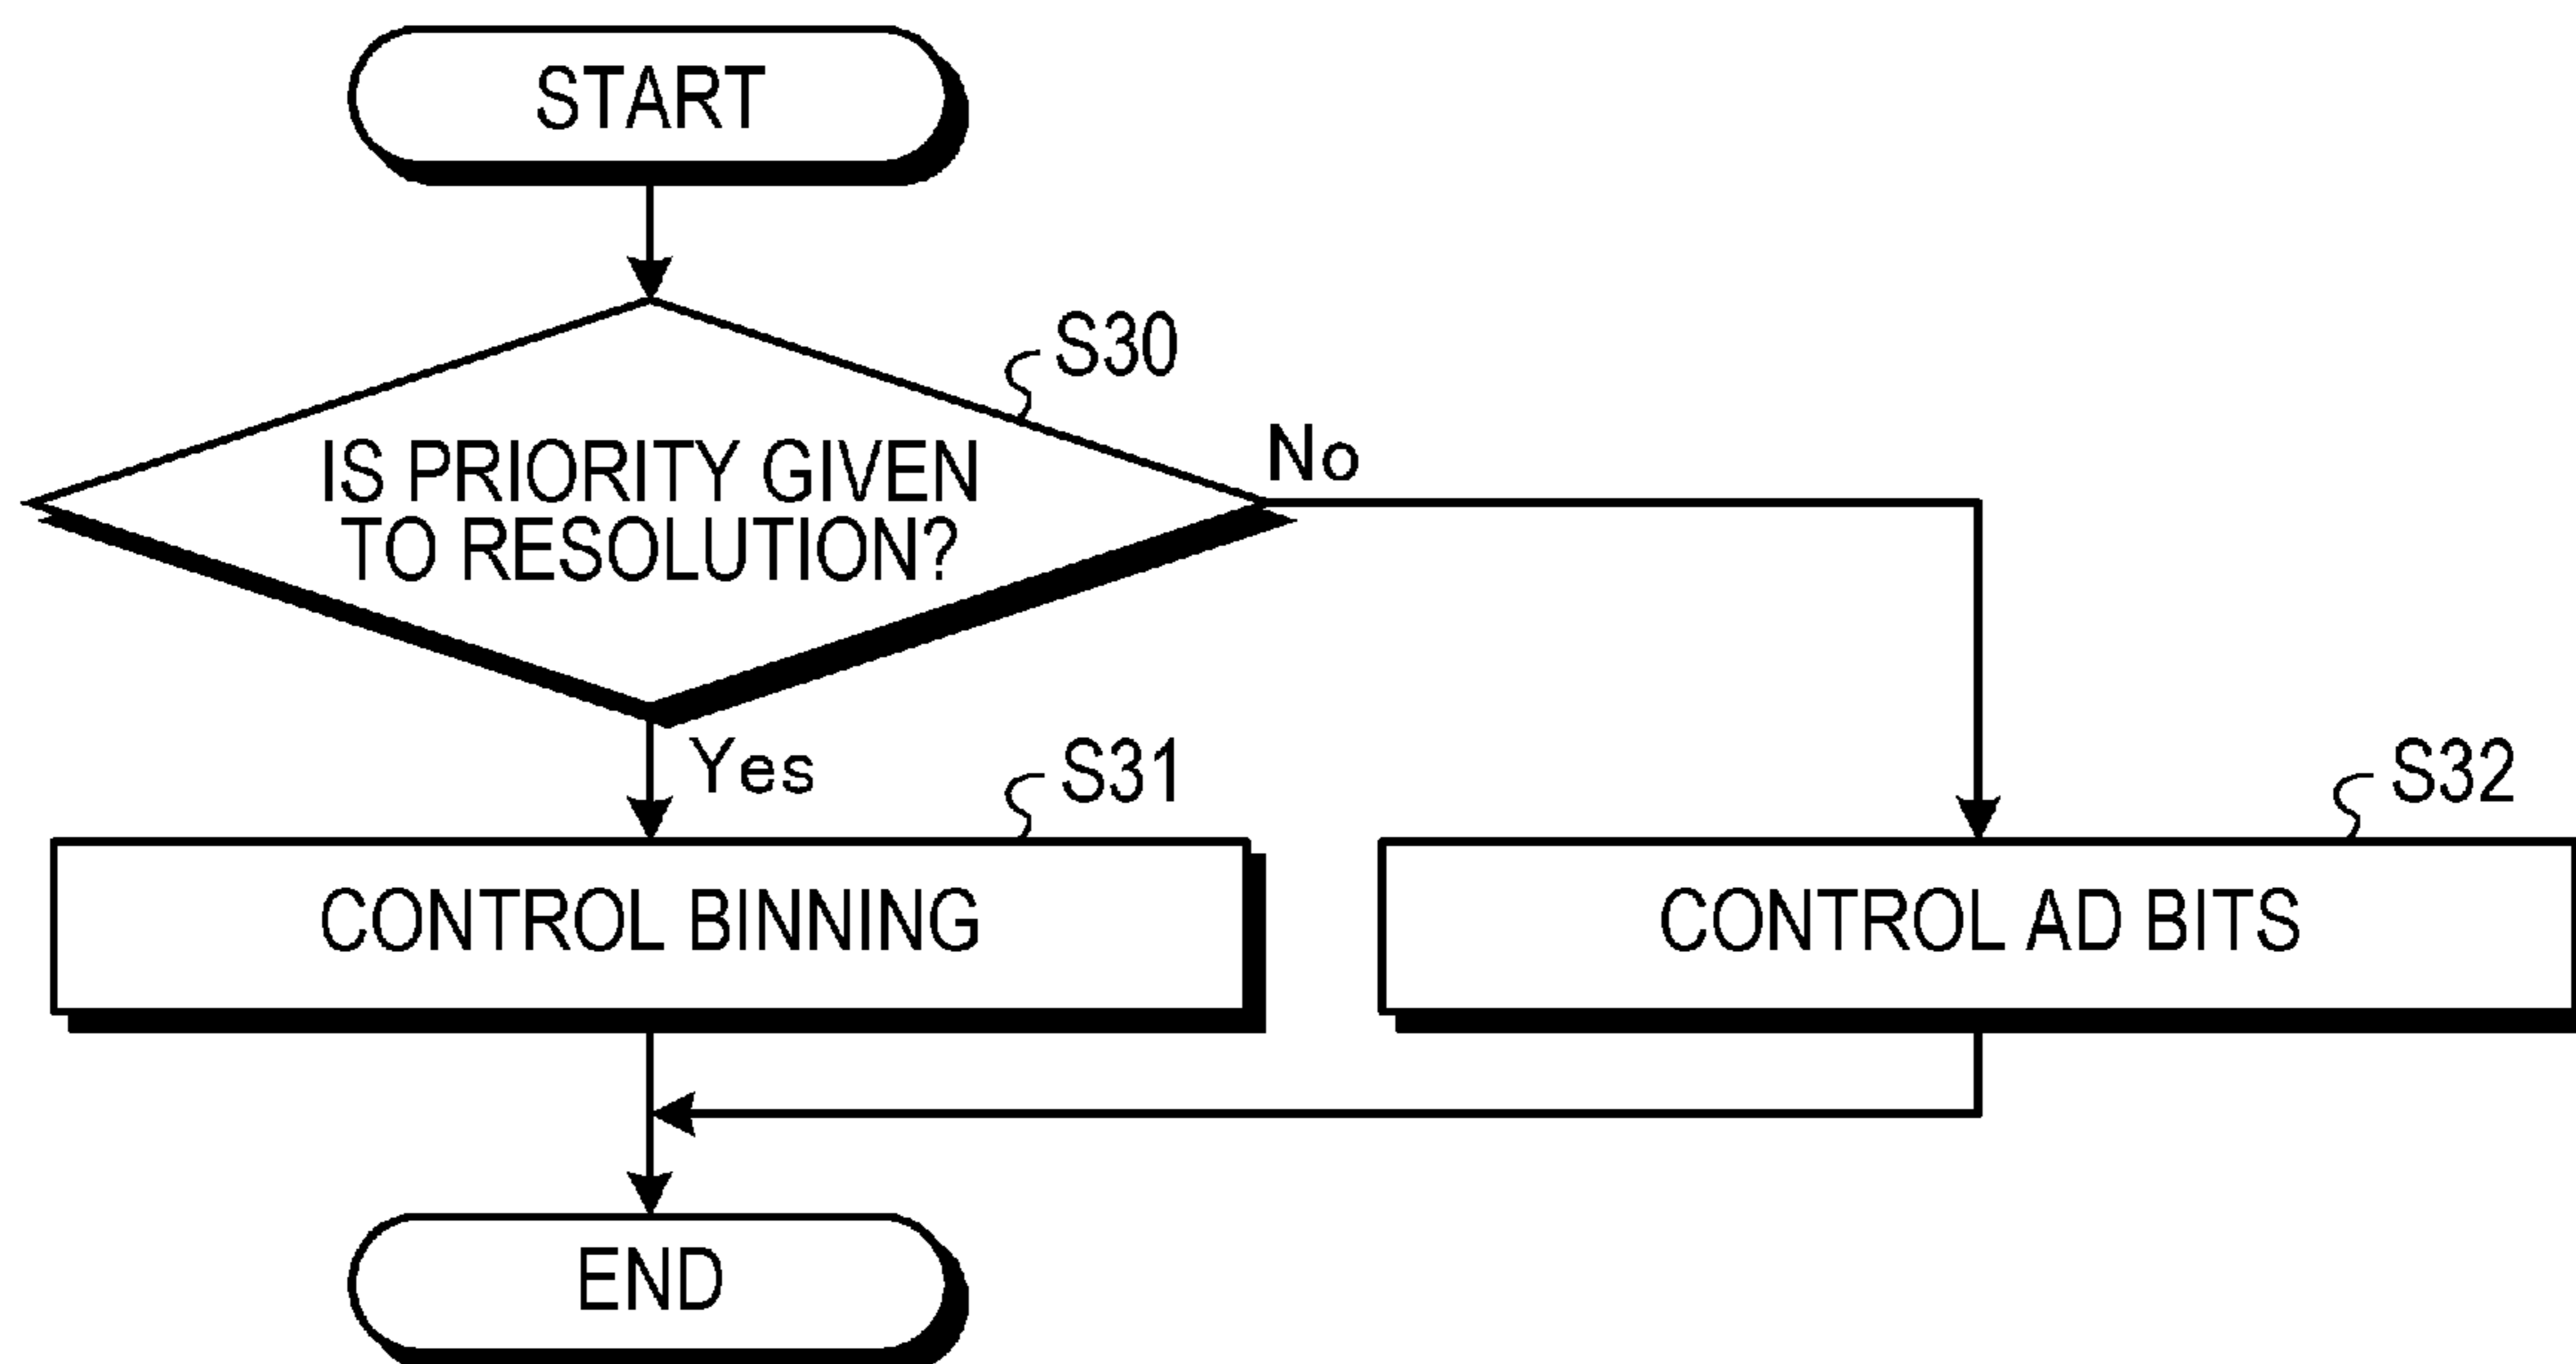 START
S30
IS PRIORITY GIVEN
TO RESOLUTION?
No
Yes
S31
S32
CONTROL BINNING
CONTROL AD BITS
END